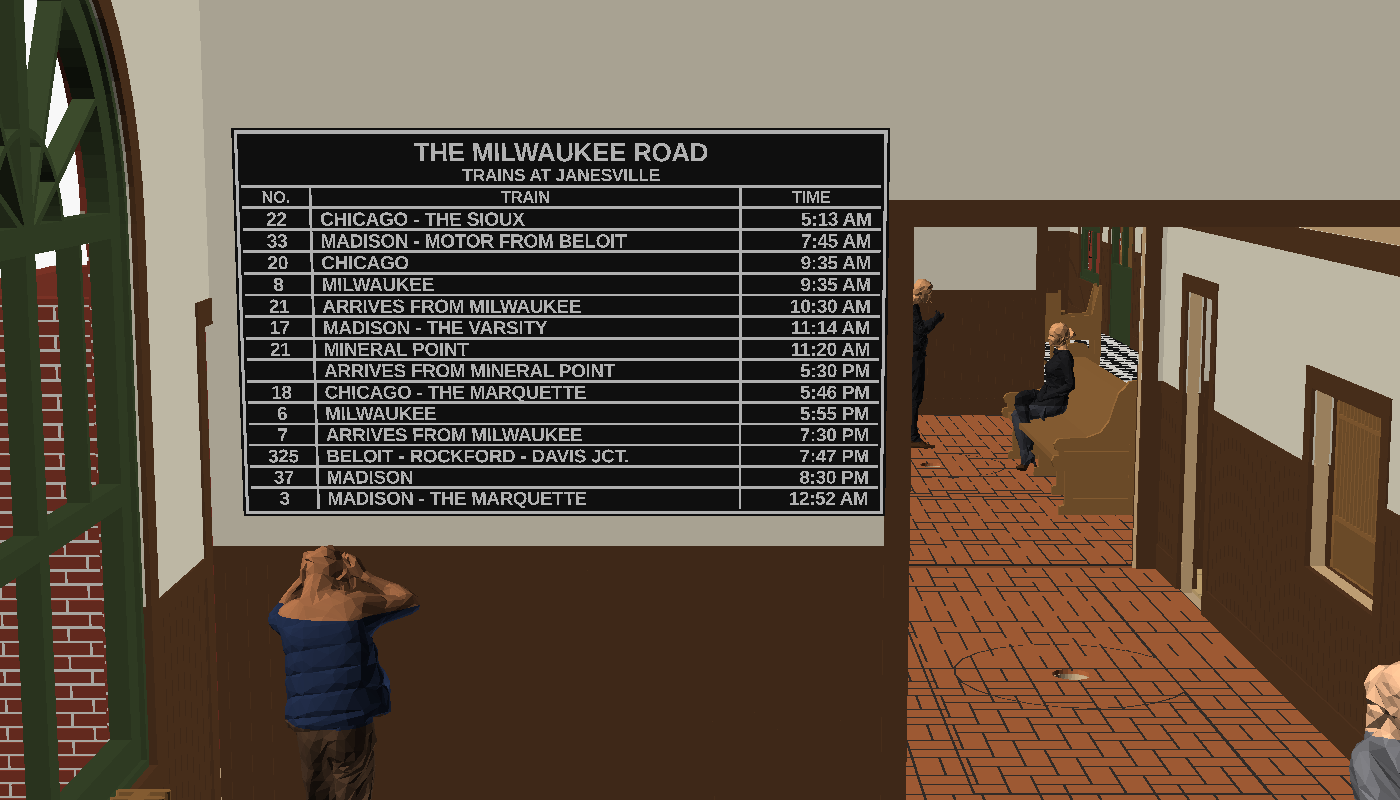 THE MILWAUKEE ROAD
TRAINS AT JANESVILLE
NO. TRAIN TIME
22 CHICAGO - THE SIOUX 5:13 AM
33 MADISON - MOTOR FROM BELOIT 7:45 AM
20 CHICAGO 9:35 AM
8 MILWAUKEE 9:35 AM
21 ARRIVES FROM MILWAUKEE 10:30 AM
17 MADISON - THE VARSITY 11:14 AM
21 MINERAL POINT 11:20 AM
ARRIVES FROM MINERAL POINT 5:30 PM
18 CHICAGO - THE MARQUETTE 5:46 PM
6 MILWAUKEE 5:55 PM
7 ARRIVES FROM MILWAUKEE 7:30 PM
325 BELOIT - ROCKFORD - DAVIS JCT. 7:47 PM
37 MADISON 8:30 PM
3 MADISON - THE MARQUETTE 12:52 AM